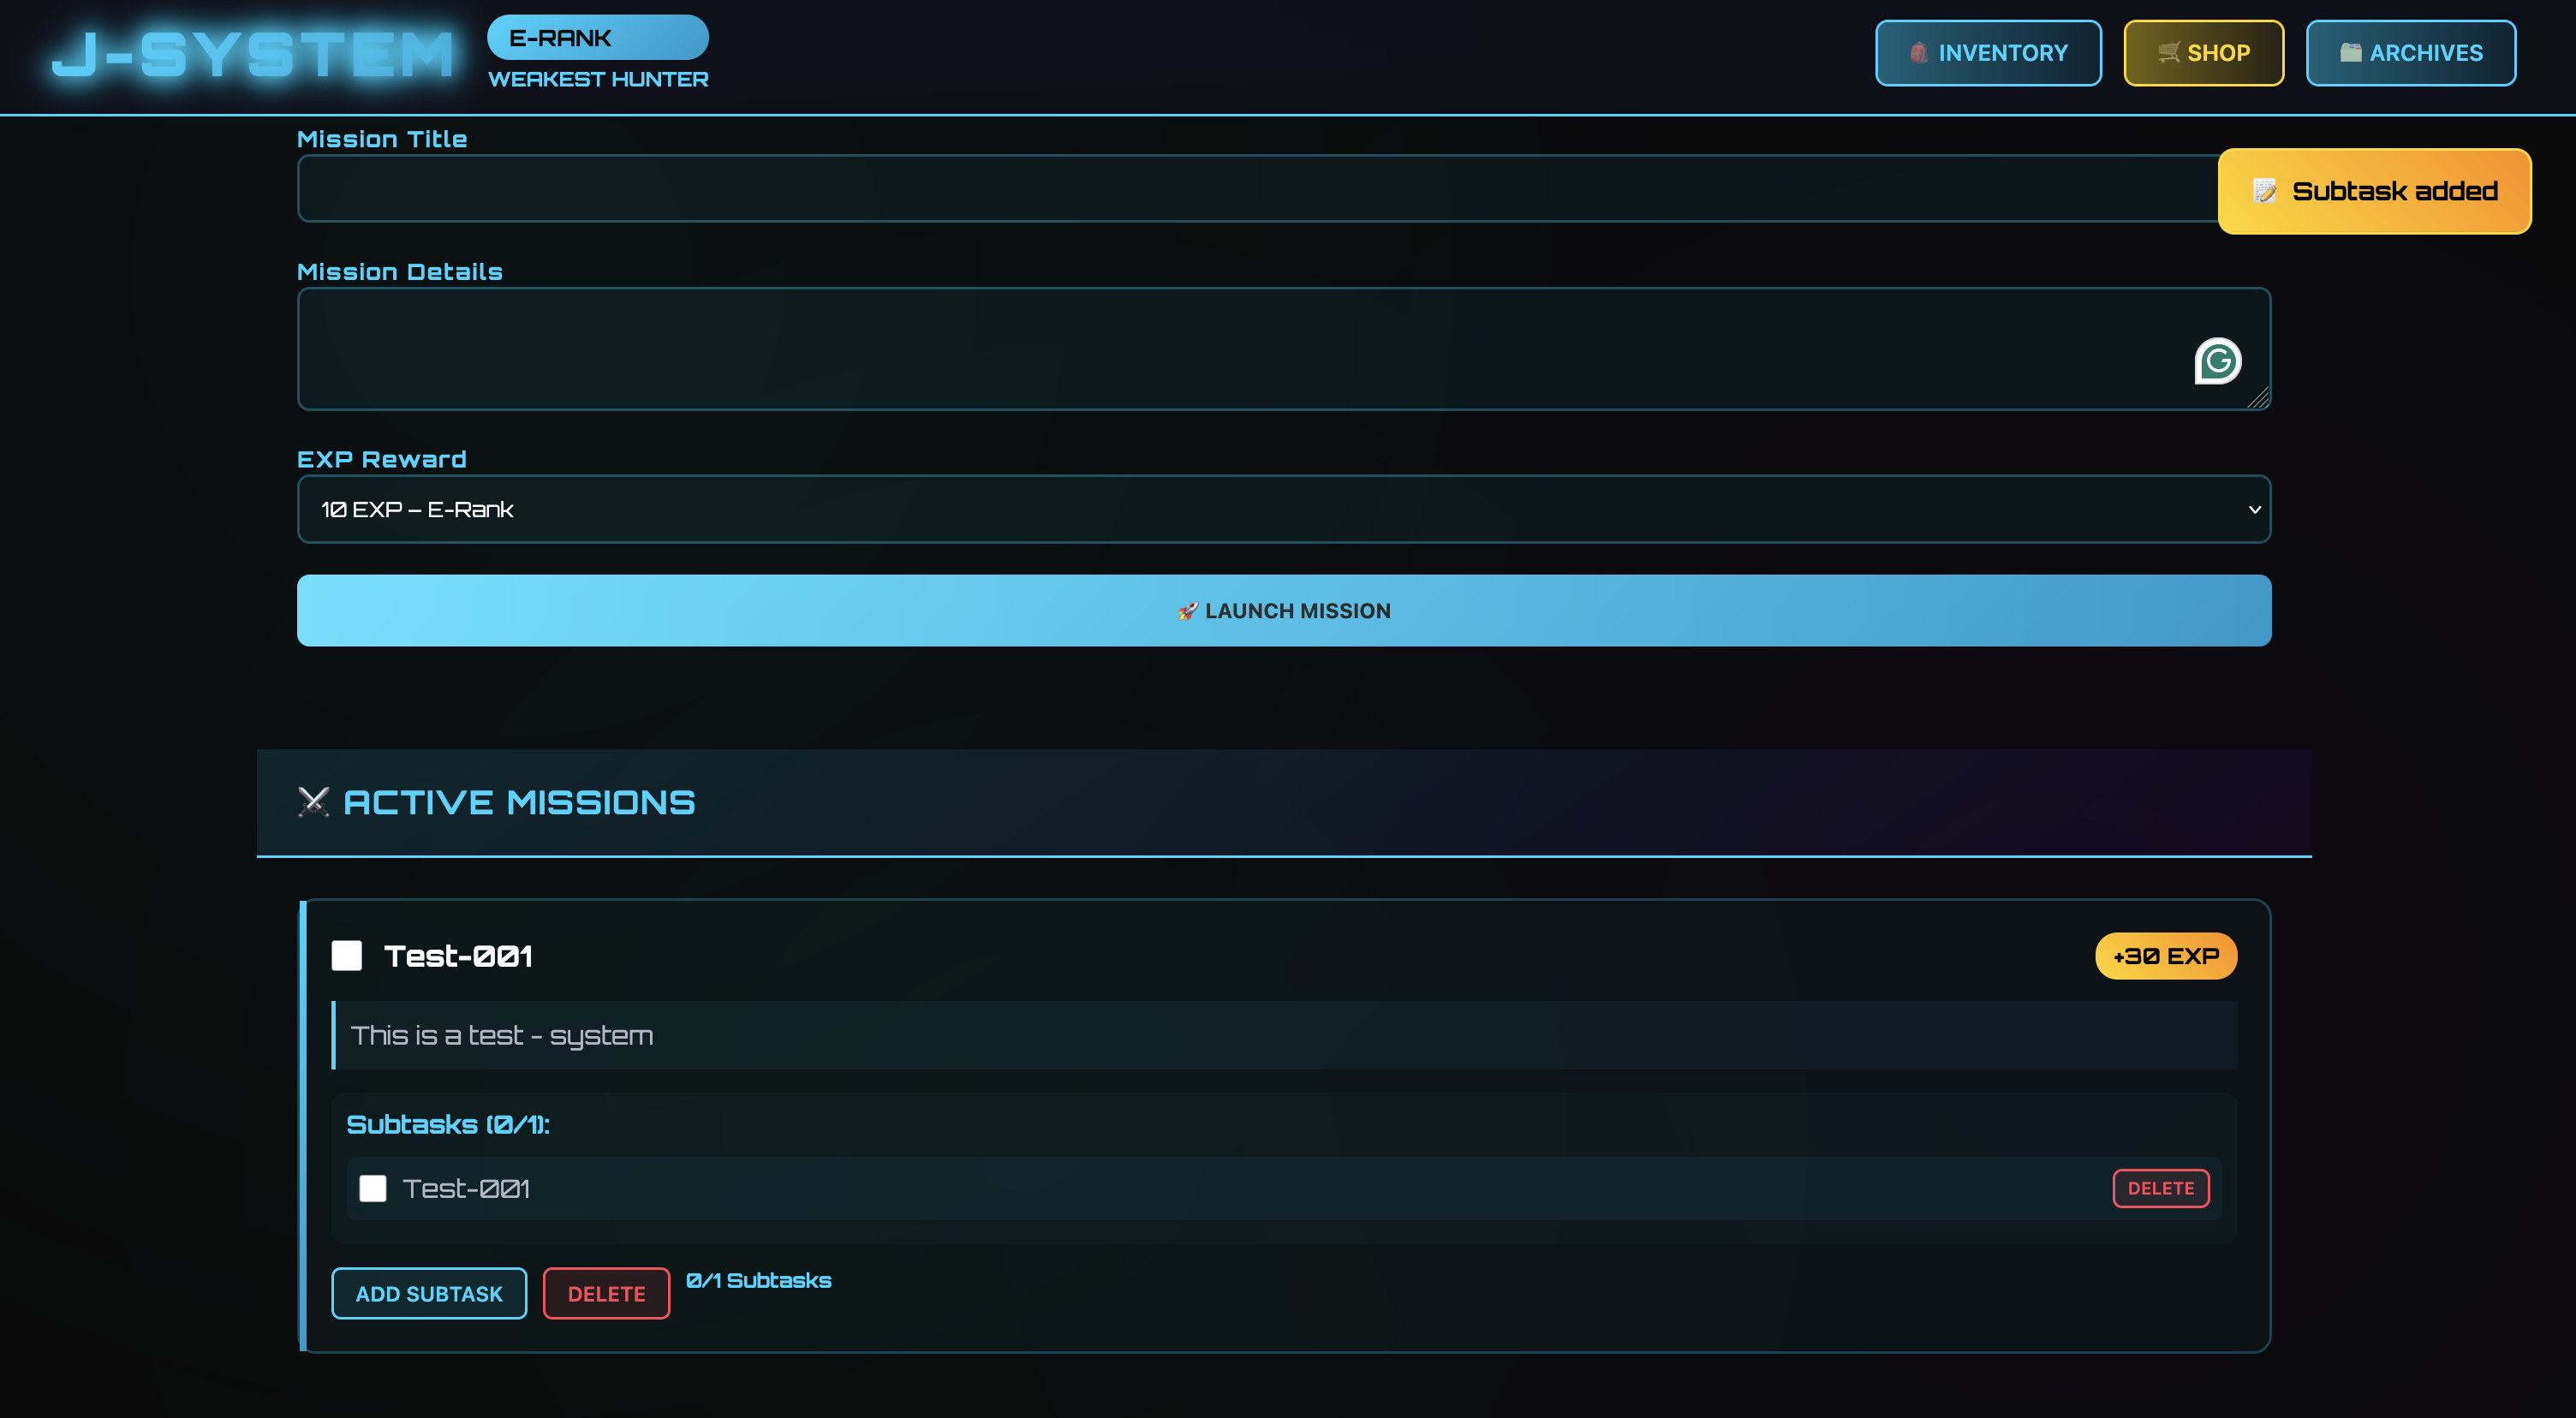 J-SYSTEM
E-RANK
WEAKEST HUNTER
INVENTORY
SHOP
ARCHIVES
Mission Title
Subtask added
Mission Details
G
EXP Reward
10 EXP – E-Rank
LAUNCH MISSION
ACTIVE MISSIONS
Test-001
+30 EXP
This is a test - system
Subtasks (0/1):
Test-001
DELETE
ADD SUBTASK
DELETE
0/1 Subtasks